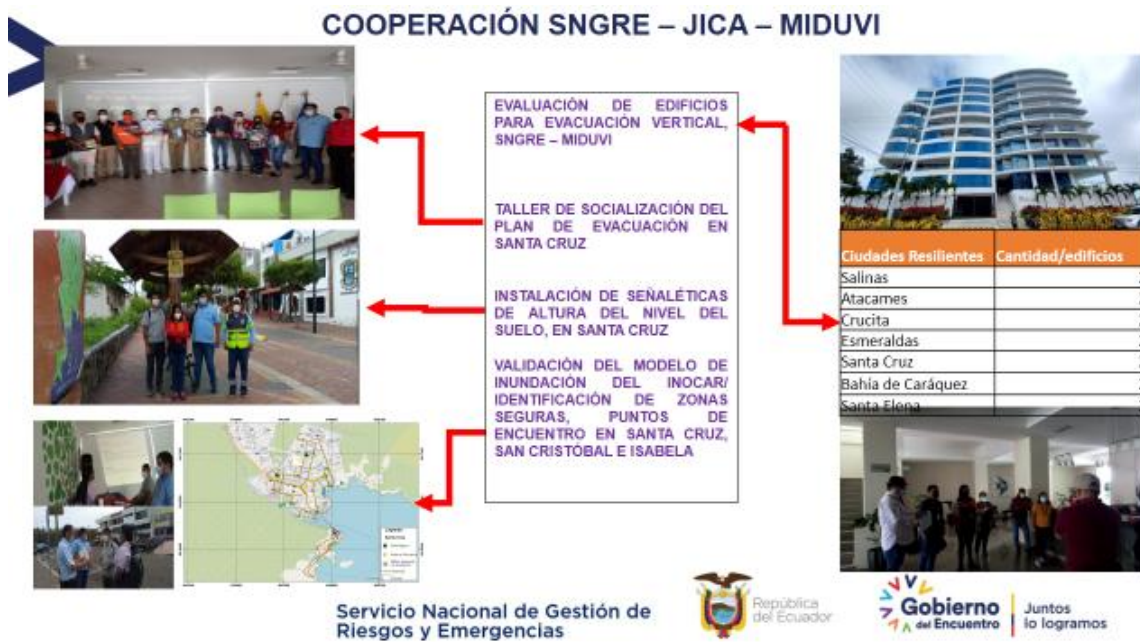 COOPERACIÓN SNGRE – JICA – MIDUVI
EVALUACIÓN DE EDIFICIOS
PARA EVACUACIÓN VERTICAL,
SNGRE – MIDUVI
TALLER DE SOCIALIZACIÓN DEL
PLAN DE EVACUACIÓN EN
SANTA CRUZ
INSTALACIÓN DE SEÑALÉTICAS
DE ALTURA DEL NIVEL DEL
SUELO, EN SANTA CRUZ
VALIDACIÓN DEL MODELO DE
INUNDACIÓN DEL INOCAR/
IDENTIFICACIÓN DE ZONAS
SEGURAS, PUNTOS DE
ENCUENTRO EN SANTA CRUZ,
SAN CRISTÓBAL E ISABELA
Ciudades Resilientes Cantidad/edificios
Salinas
Atacames
Crucita
Esmeraldas
Santa Cruz
Bahía de Caráquez
Santa Elena
Servicio Nacional de Gestión de
Riesgos y Emergencias
República
del Ecuador
Gobierno
del Encuentro
Juntos
lo logramos